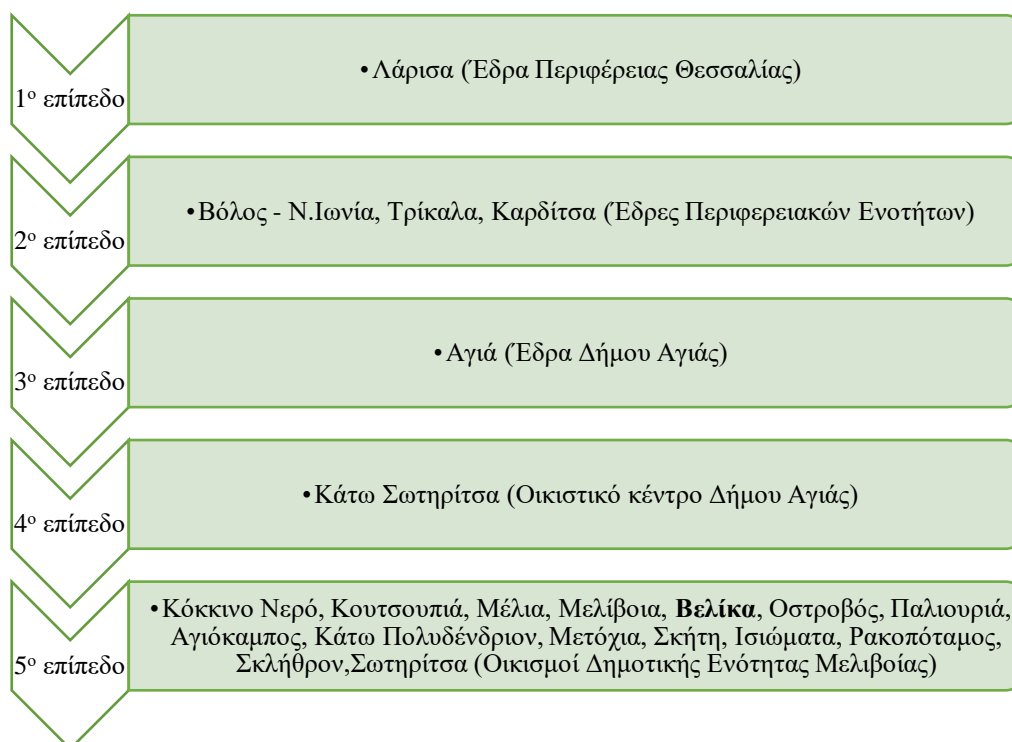 1ο επίπεδο
•Λάρισα (Έδρα Περιφέρειας Θεσσαλίας)
2ο επίπεδο
•Βόλος - Ν.Ιωνία, Τρίκαλα, Καρδίτσα (Έδρες Περιφερειακών Ενοτήτων)
3ο επίπεδο
•Αγιά (Έδρα Δήμου Αγιάς)
4ο επίπεδο
•Κάτω Σωτηρίτσα (Οικιστικό κέντρο Δήμου Αγιάς)
5ο επίπεδο
•Κόκκινο Νερό, Κουτσουπιά, Μέλια, Μελίβοια, Βελίκα, Οστροβός, Παλιουριά,
Αγιόκαμπος, Κάτω Πολυδένδριον, Μετόχια, Σκήτη, Ισιώματα, Ρακοπόταμος,
Σκλήθρον,Σωτηρίτσα (Οικισμοί Δημοτικής Ενότητας Μελιβοίας)